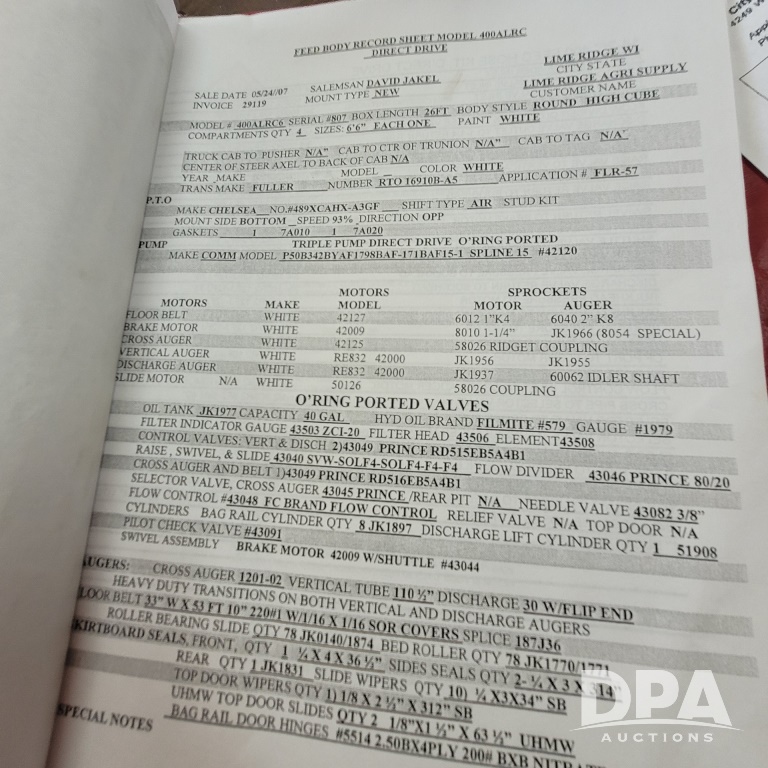 FEED BODY RECORD SHEET MODEL 400ALRC
DIRECT DRIVE
LIME RIDGE WI
CITY STATE
SALE DATE 05/24//07 SALEMSAN DAVID JAKEL LIME RIDGE AGRI SUPPLY
INVOICE 29119 MOUNT TYPE NEW CUSTOMER NAME
MODEL # 400ALRC6 SERIAL #807 BOX LENGTH 26FT BODY STYLE ROUND HIGH CUBE
COMPARTMENTS QTY 4 SIZES: 6'6" EACH ONE PAINT WHITE
TRUCK CAB TO PUSHER N/A" CAB TO CTR OF TRUNION N/A" CAB TO TAG N/A'
CENTER OF STEER AXEL TO BACK OF CAB N/A
YEAR MAKE MODEL COLOR WHITE
TRANS MAKE FULLER NUMBER RTO 16910B-A5 APPLICATION # FLR-57
P.T.O
MAKE CHELSEA NO.#489XCAHX-A3GF SHIFT TYPE AIR STUD KIT
MOUNT SIDE BOTTOM SPEED 93% DIRECTION OPP
GASKETS 1 7A010 1 7A020
PUMP TRIPLE PUMP DIRECT DRIVE O'RING PORTED
MAKE COMM MODEL P50B342BYAF1798BAF-171BAF15-1 SPLINE 15 #42120
MOTORS SPROCKETS
MOTORS MAKE MODEL MOTOR AUGER
FLOOR BELT WHITE 42127 6012 1"K4 6040 2" K8
BRAKE MOTOR WHITE 42009 8010 1-1/4" JK1966 (8054 SPECIAL)
CROSS AUGER WHITE 42125 58026 RIDGET COUPLING
VERTICAL AUGER WHITE RE832 42000 JK1956 JK1955
DISCHARGE AUGER WHITE RE832 42000 JK1937 60062 IDLER SHAFT
SLIDE MOTOR N/A WHITE 50126 58026 COUPLING
O'RING PORTED VALVES
OIL TANK JK1977 CAPACITY 40 GAL HYD OIL BRAND FILMITE #579 GAUGE #1979
FILTER INDICATOR GAUGE 43503 ZCI-20 FILTER HEAD 43506 ELEMENT43508
CONTROL VALVES: VERT & DISCH 2)43049 PRINCE RD515EB5A4B1
RAISE , SWIVEL, & SLIDE 43040 SVW-SOLF4-SOLF4-F4-F4 FLOW DIVIDER 43046 PRINCE 80/20
CROSS AUGER AND BELT 1)43049 PRINCE RD516EB5A4B1
SELECTOR VALVE, CROSS AUGER 43045 PRINCE /REAR PIT N/A NEEDLE VALVE 43082 3/8"
FLOW CONTROL #43048 FC BRAND FLOW CONTROL RELIEF VALVE N/A TOP DOOR N/A
CYLINDERS BAG RAIL CYLINDER QTY 8 JK1897 DISCHARGE LIFT CYLINDER QTY 1 51908
PILOT CHECK VALVE #43091
SWIVEL ASSEMBLY BRAKE MOTOR 42009 W/SHUTTLE #43044
AUGERS: CROSS AUGER 1201-02 VERTICAL TUBE 110 ½" DISCHARGE 30 W/FLIP END
HEAVY DUTY TRANSITIONS ON BOTH VERTICAL AND DISCHARGE AUGERS
LOOR BELT 33" W X 53 FT 10" 220#1 W/1/16 X 1/16 SOR COVERS SPLICE 187J36
ROLLER BEARING SLIDE QTY 78 JK0140/1874 BED ROLLER QTY 78 JK1770/1771
KIRTBOARD SEALS, FRONT, QTY 1 ¼ X 4 X 36 ½" SIDES SEALS QTY 2- ¼ X 3 X 314"
REAR QTY 1 JK1831 SLIDE WIPERS QTY 10) ¼ X3X34" SB
TOP DOOR WIPERS QTY 1) 1/8 X 2 ½" X 312" SB
UHMW TOP DOOR SLIDES QTY 2 1/8"X1 ½" X 63 ½" UHMW
SPECIAL NOTES BAG RAIL DOOR HINGES #5514 2.50BX4PLY 200# BXB
DPA
AUCTIONS
4249